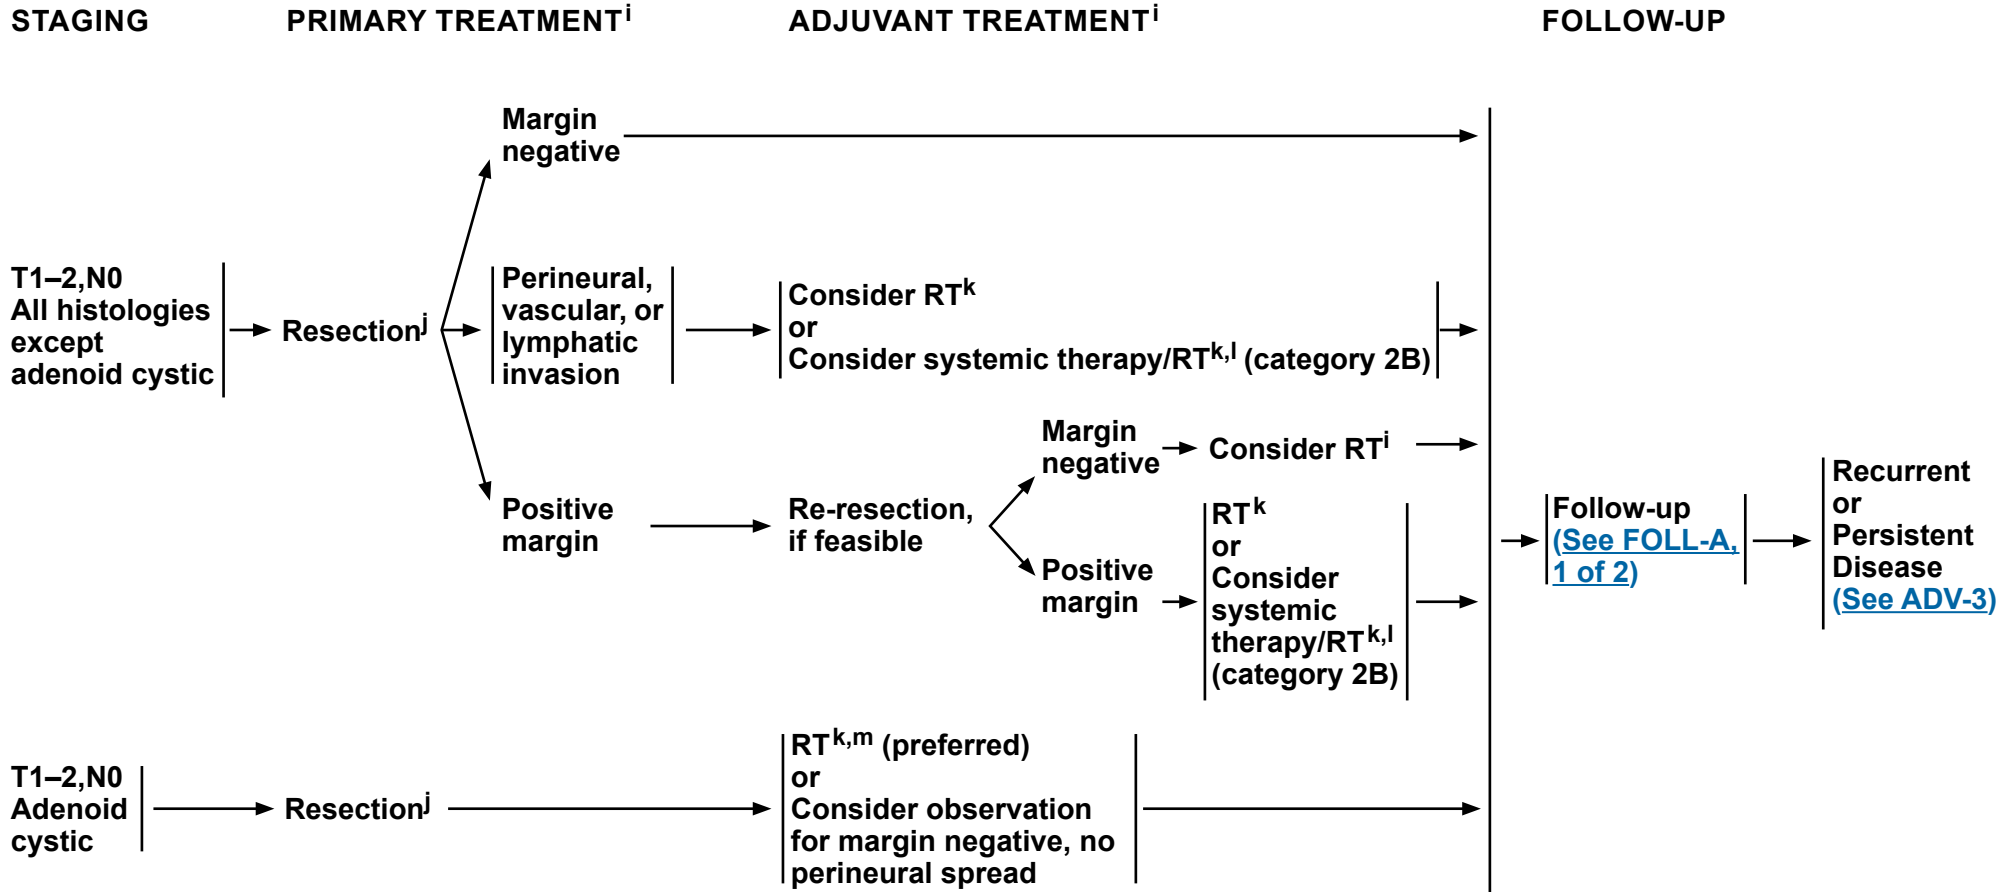 STAGING
PRIMARY TREATMENTi
ADJUVANT TREATMENTi
FOLLOW-UP
Margin
negative
T1–2,N0
All histologies
except
adenoid cystic
Resectionj
Perineural,
vascular, or
lymphatic
invasion
Consider RTk
or
Consider systemic therapy/RTk,l (category 2B)
Positive
margin
Re-resection,
if feasible
Margin
negative
Consider RTi
Positive
margin
RTk
or
Consider
systemic
therapy/RTk,l
(category 2B)
Follow-up
(See FOLL-A,
1 of 2)
Recurrent
or
Persistent
Disease
(See ADV-3)
T1–2,N0
Adenoid
cystic
Resectionj
RTk,m (preferred)
or
Consider observation
for margin negative, no
perineural spread